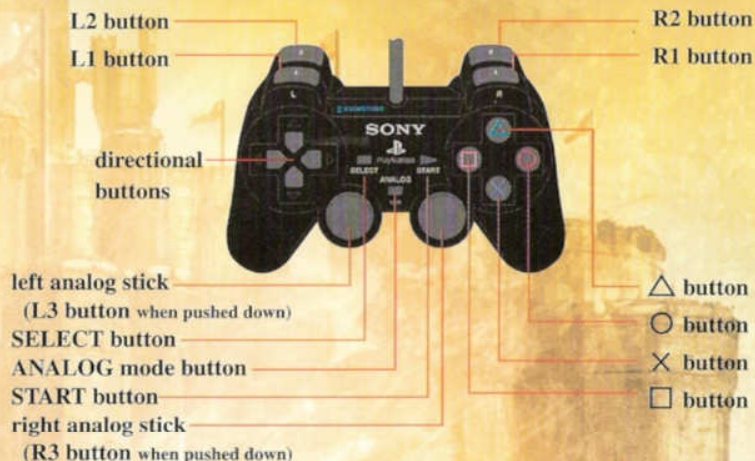 L2 button
L1 button
directional
buttons
left analog stick
(L3 button when pushed down)
SELECT button
ANALOG mode button
START button
right analog stick
(R3 button when pushed down)
R2 button
R1 button
△ button
○ button
✕ button
□ button
L
R
SONY
PlayStation
SELECT
START
ANALOG